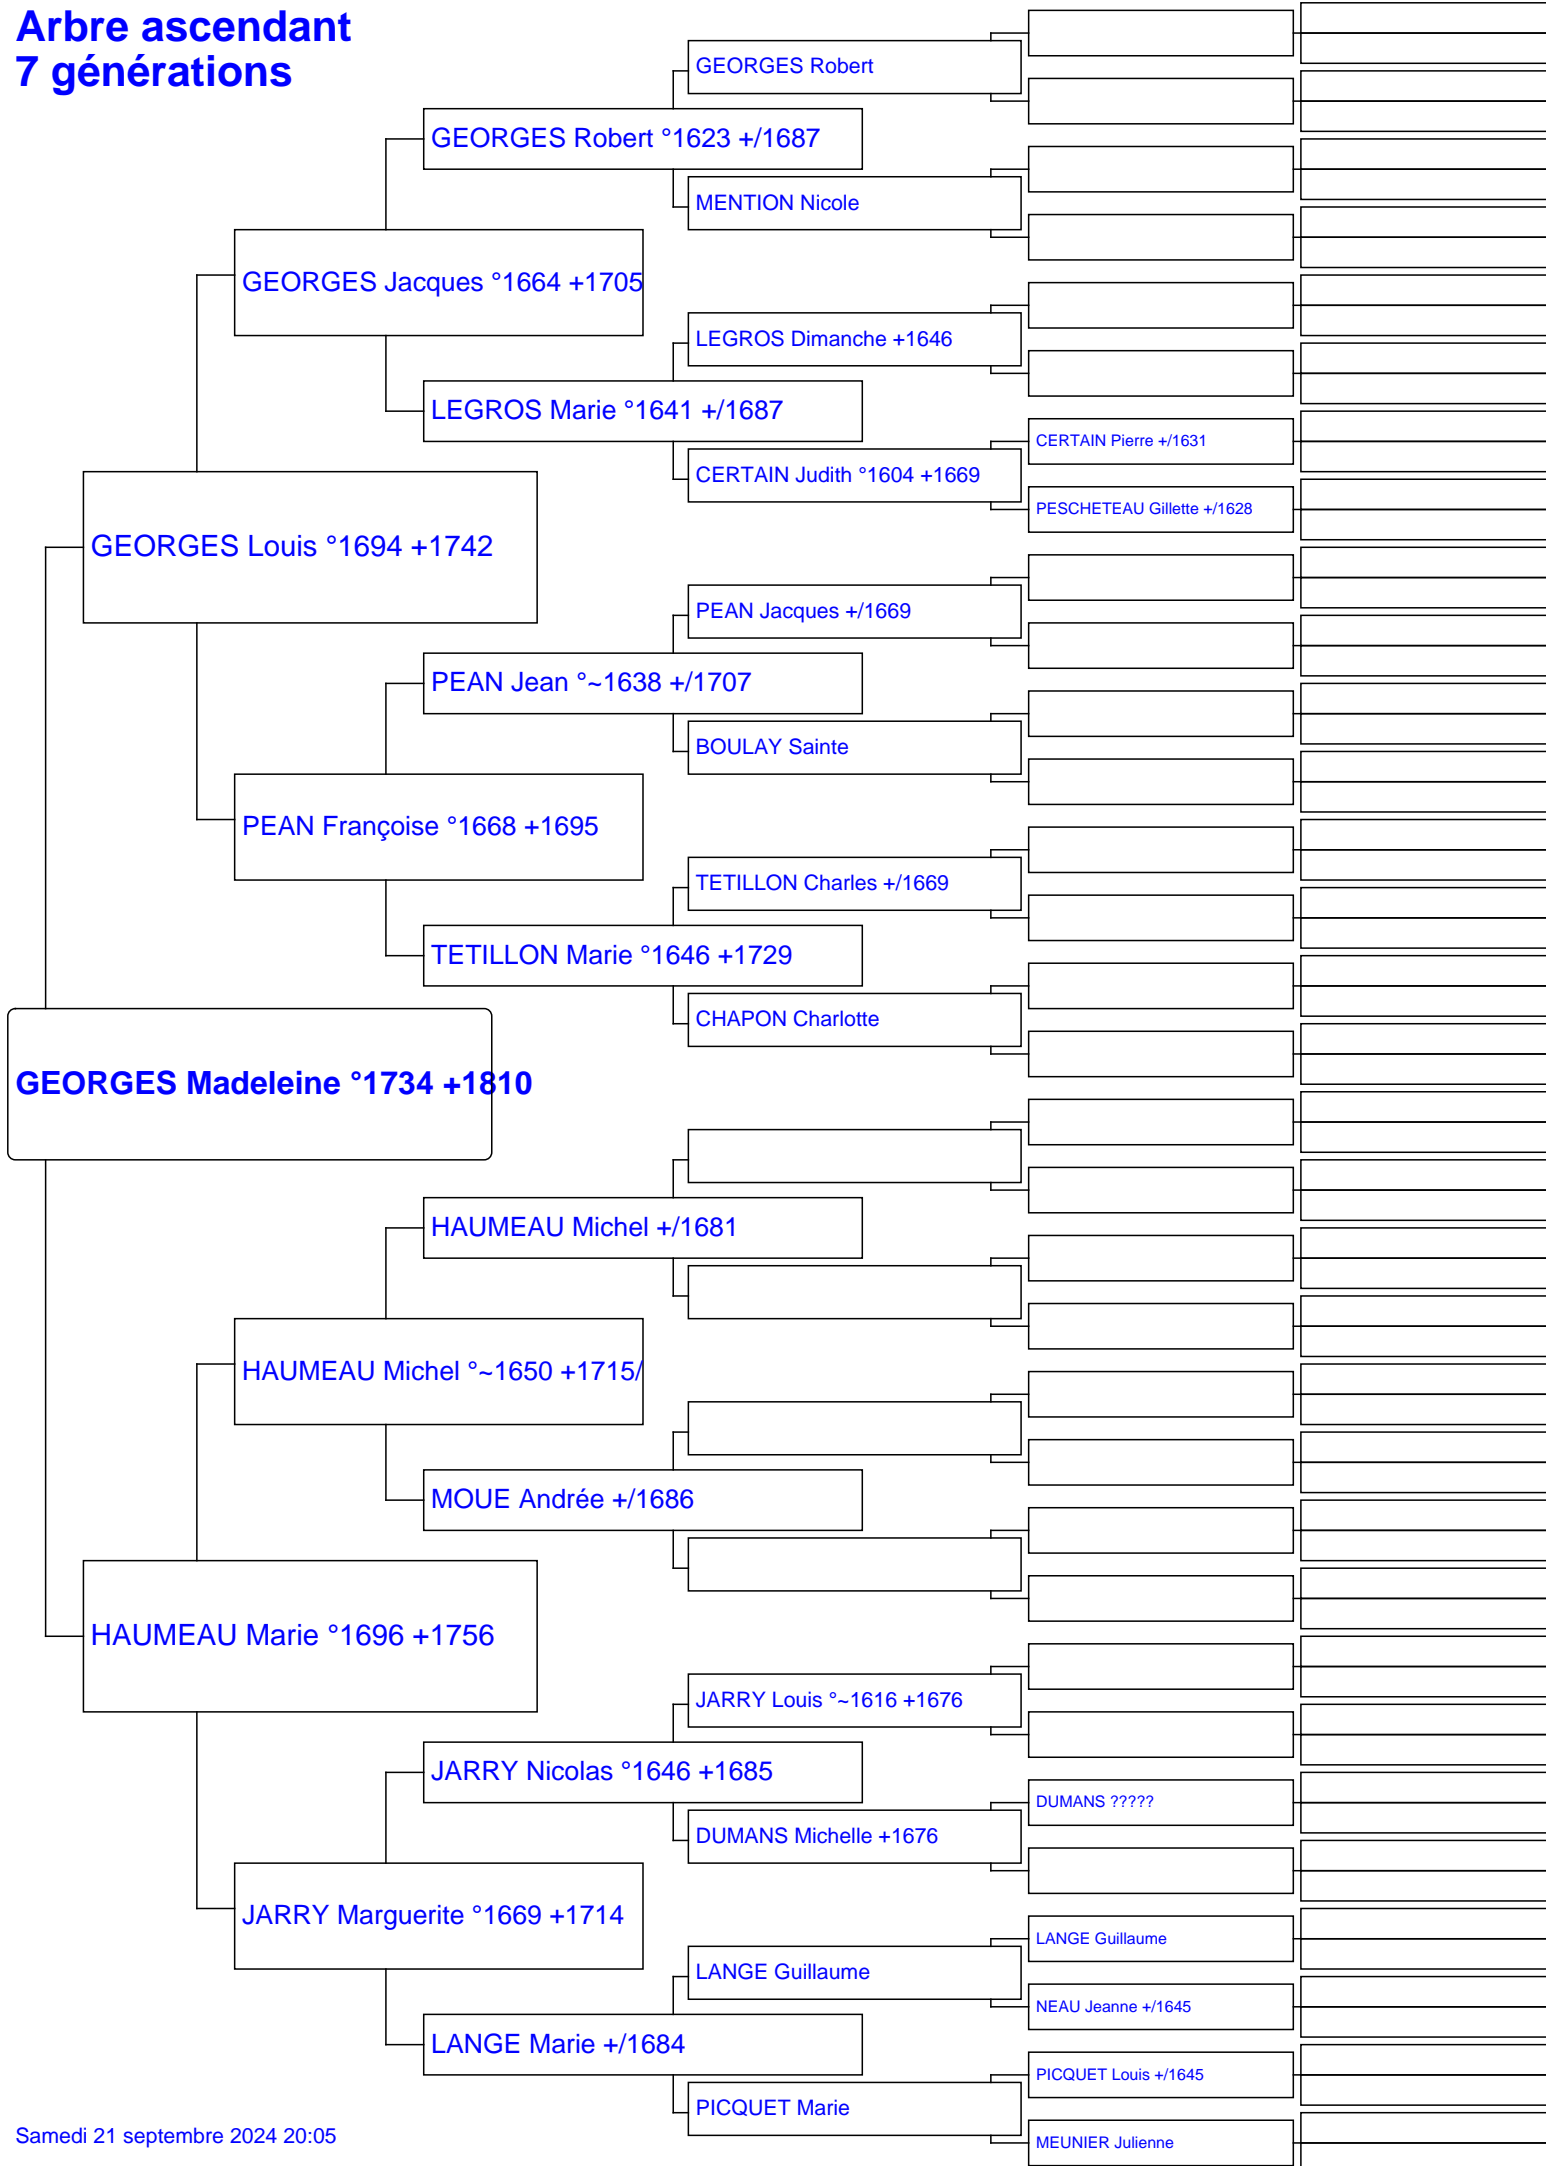 Arbre ascendant
7 générations
GEORGES Robert
GEORGES Robert °1623 +/1687
MENTION Nicole
GEORGES Jacques °1664 +1705
LEGROS Dimanche +1646
LEGROS Marie °1641 +/1687
CERTAIN Pierre +/1631
CERTAIN Judith °1604 +1669
PESCHETEAU Gillette +/1628
GEORGES Louis °1694 +1742
PEAN Jacques +/1669
PEAN Jean °~1638 +/1707
BOULAY Sainte
PEAN Françoise °1668 +1695
TETILLON Charles +/1669
TETILLON Marie °1646 +1729
CHAPON Charlotte
GEORGES Madeleine °1734 +1810
HAUMEAU Michel +/1681
HAUMEAU Michel °~1650 +1715/
MOUE Andrée +/1686
HAUMEAU Marie °1696 +1756
JARRY Louis °~1616 +1676
JARRY Nicolas °1646 +1685
DUMANS ?????
DUMANS Michelle +1676
JARRY Marguerite °1669 +1714
LANGE Guillaume
LANGE Guillaume
NEAU Jeanne +/1645
LANGE Marie +/1684
PICQUET Louis +/1645
PICQUET Marie
MEUNIER Julienne
Samedi 21 septembre 2024 20:05